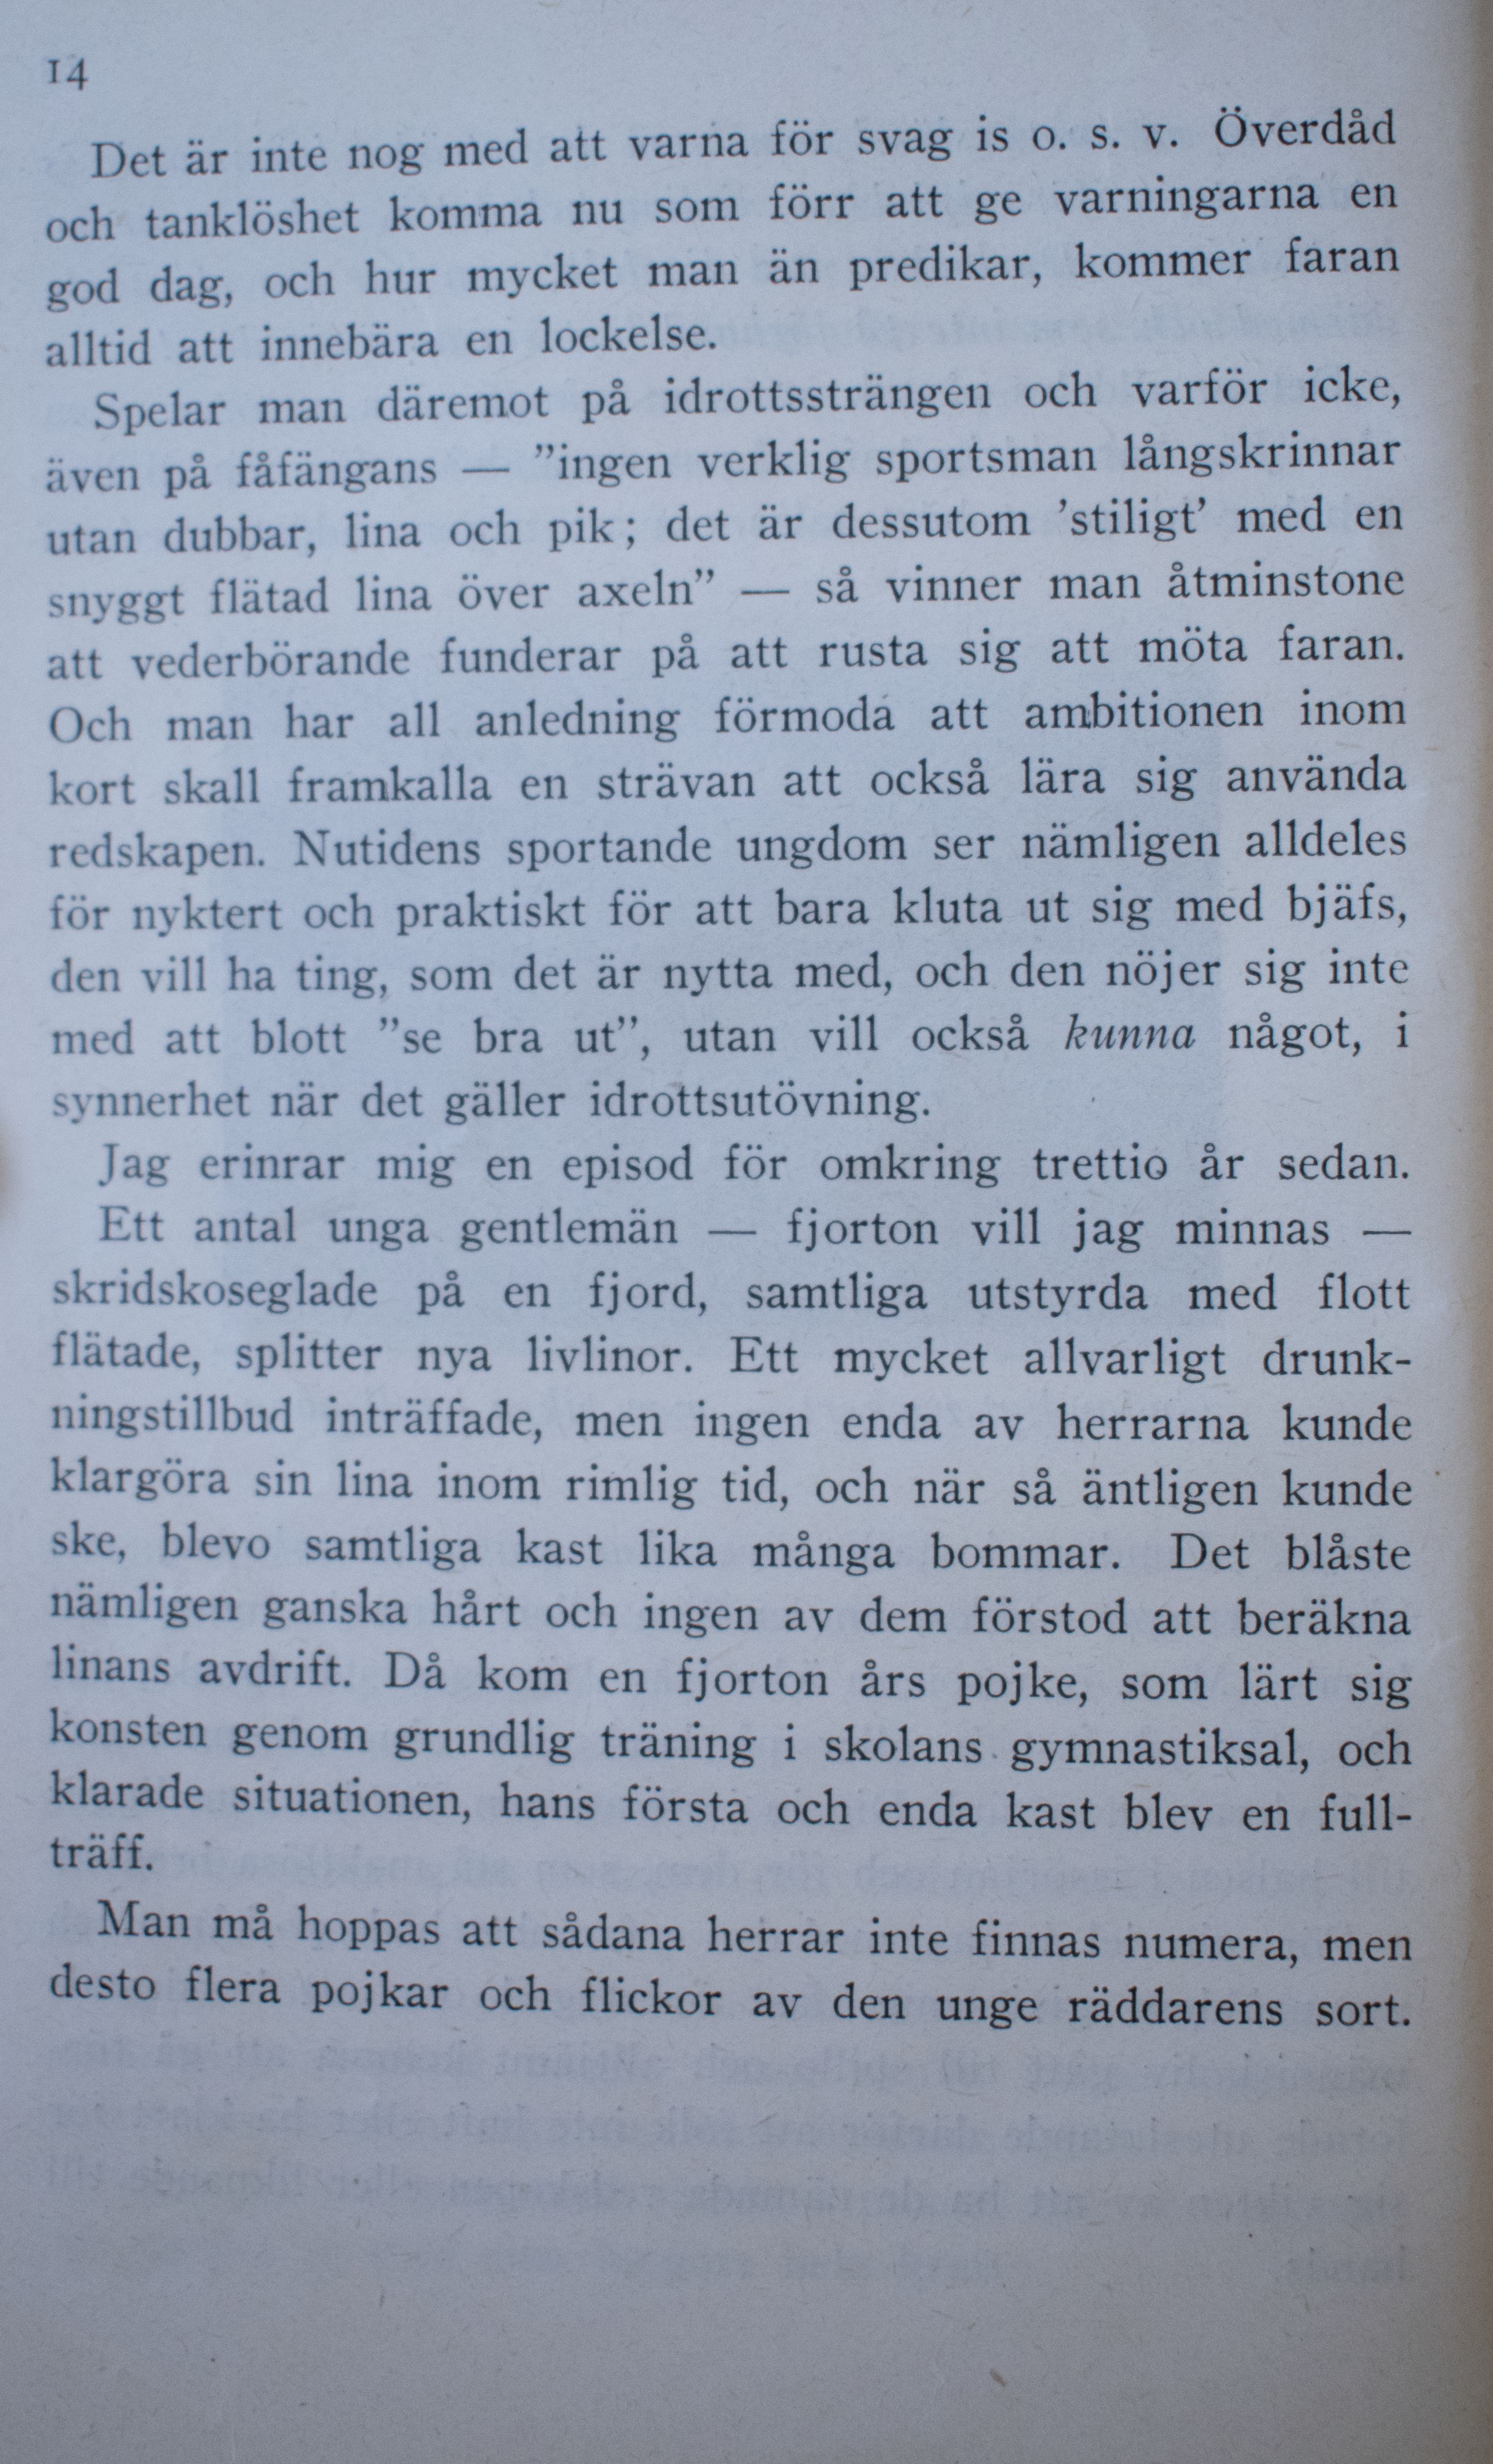 14
Det är inte nog med att varna för svag is o. s. v. Överdåd
och tanklöshet komma nu som förr att ge varningarna en
god dag, och hur mycket man än predikar, kommer faran
alltid att innebära en lockelse.
Spelar man däremot på idrottssträngen och varför icke,
även på fåfängans — ”ingen verklig sportsman långskrinnar
utan dubbar, lina och pik; det är dessutom ’stiligt’ med en
snyggt flätad lina över axeln” — så vinner man åtminstone
att vederbörande funderar på att rusta sig att möta faran.
Och man har all anledning förmoda att ambitionen inom
kort skall framkalla en strävan att också lära sig använda
redskapen. Nutidens sportande ungdom ser nämligen alldeles
för nyktert och praktiskt för att bara kluta ut sig med bjäfs,
den vill ha ting, som det är nytta med, och den nöjer sig inte
med att blott ”se bra ut”, utan vill också kunna något, i
synnerhet när det gäller idrottsutövning.
Jag erinrar mig en episod för omkring trettio år sedan.
Ett antal unga gentlemän — fjorton vill jag minnas —
skridskoseglade på en fjord, samtliga utstyrda med flott
flätade, splitter nya livlinor. Ett mycket allvarligt drunk-
ningstillbud inträffade, men ingen enda av herrarna kunde
klargöra sin lina inom rimlig tid, och när så äntligen kunde
ske, blevo samtliga kast lika många bommar. Det blåste
nämligen ganska hårt och ingen av dem förstod att beräkna
linans avdrift. Då kom en fjorton års pojke, som lärt sig
konsten genom grundlig träning i skolans gymnastiksal, och
klarade situationen, hans första och enda kast blev en full-
träff.
Man må hoppas att sådana herrar inte finnas numera, men
desto flera pojkar och flickor av den unge räddarens sort.